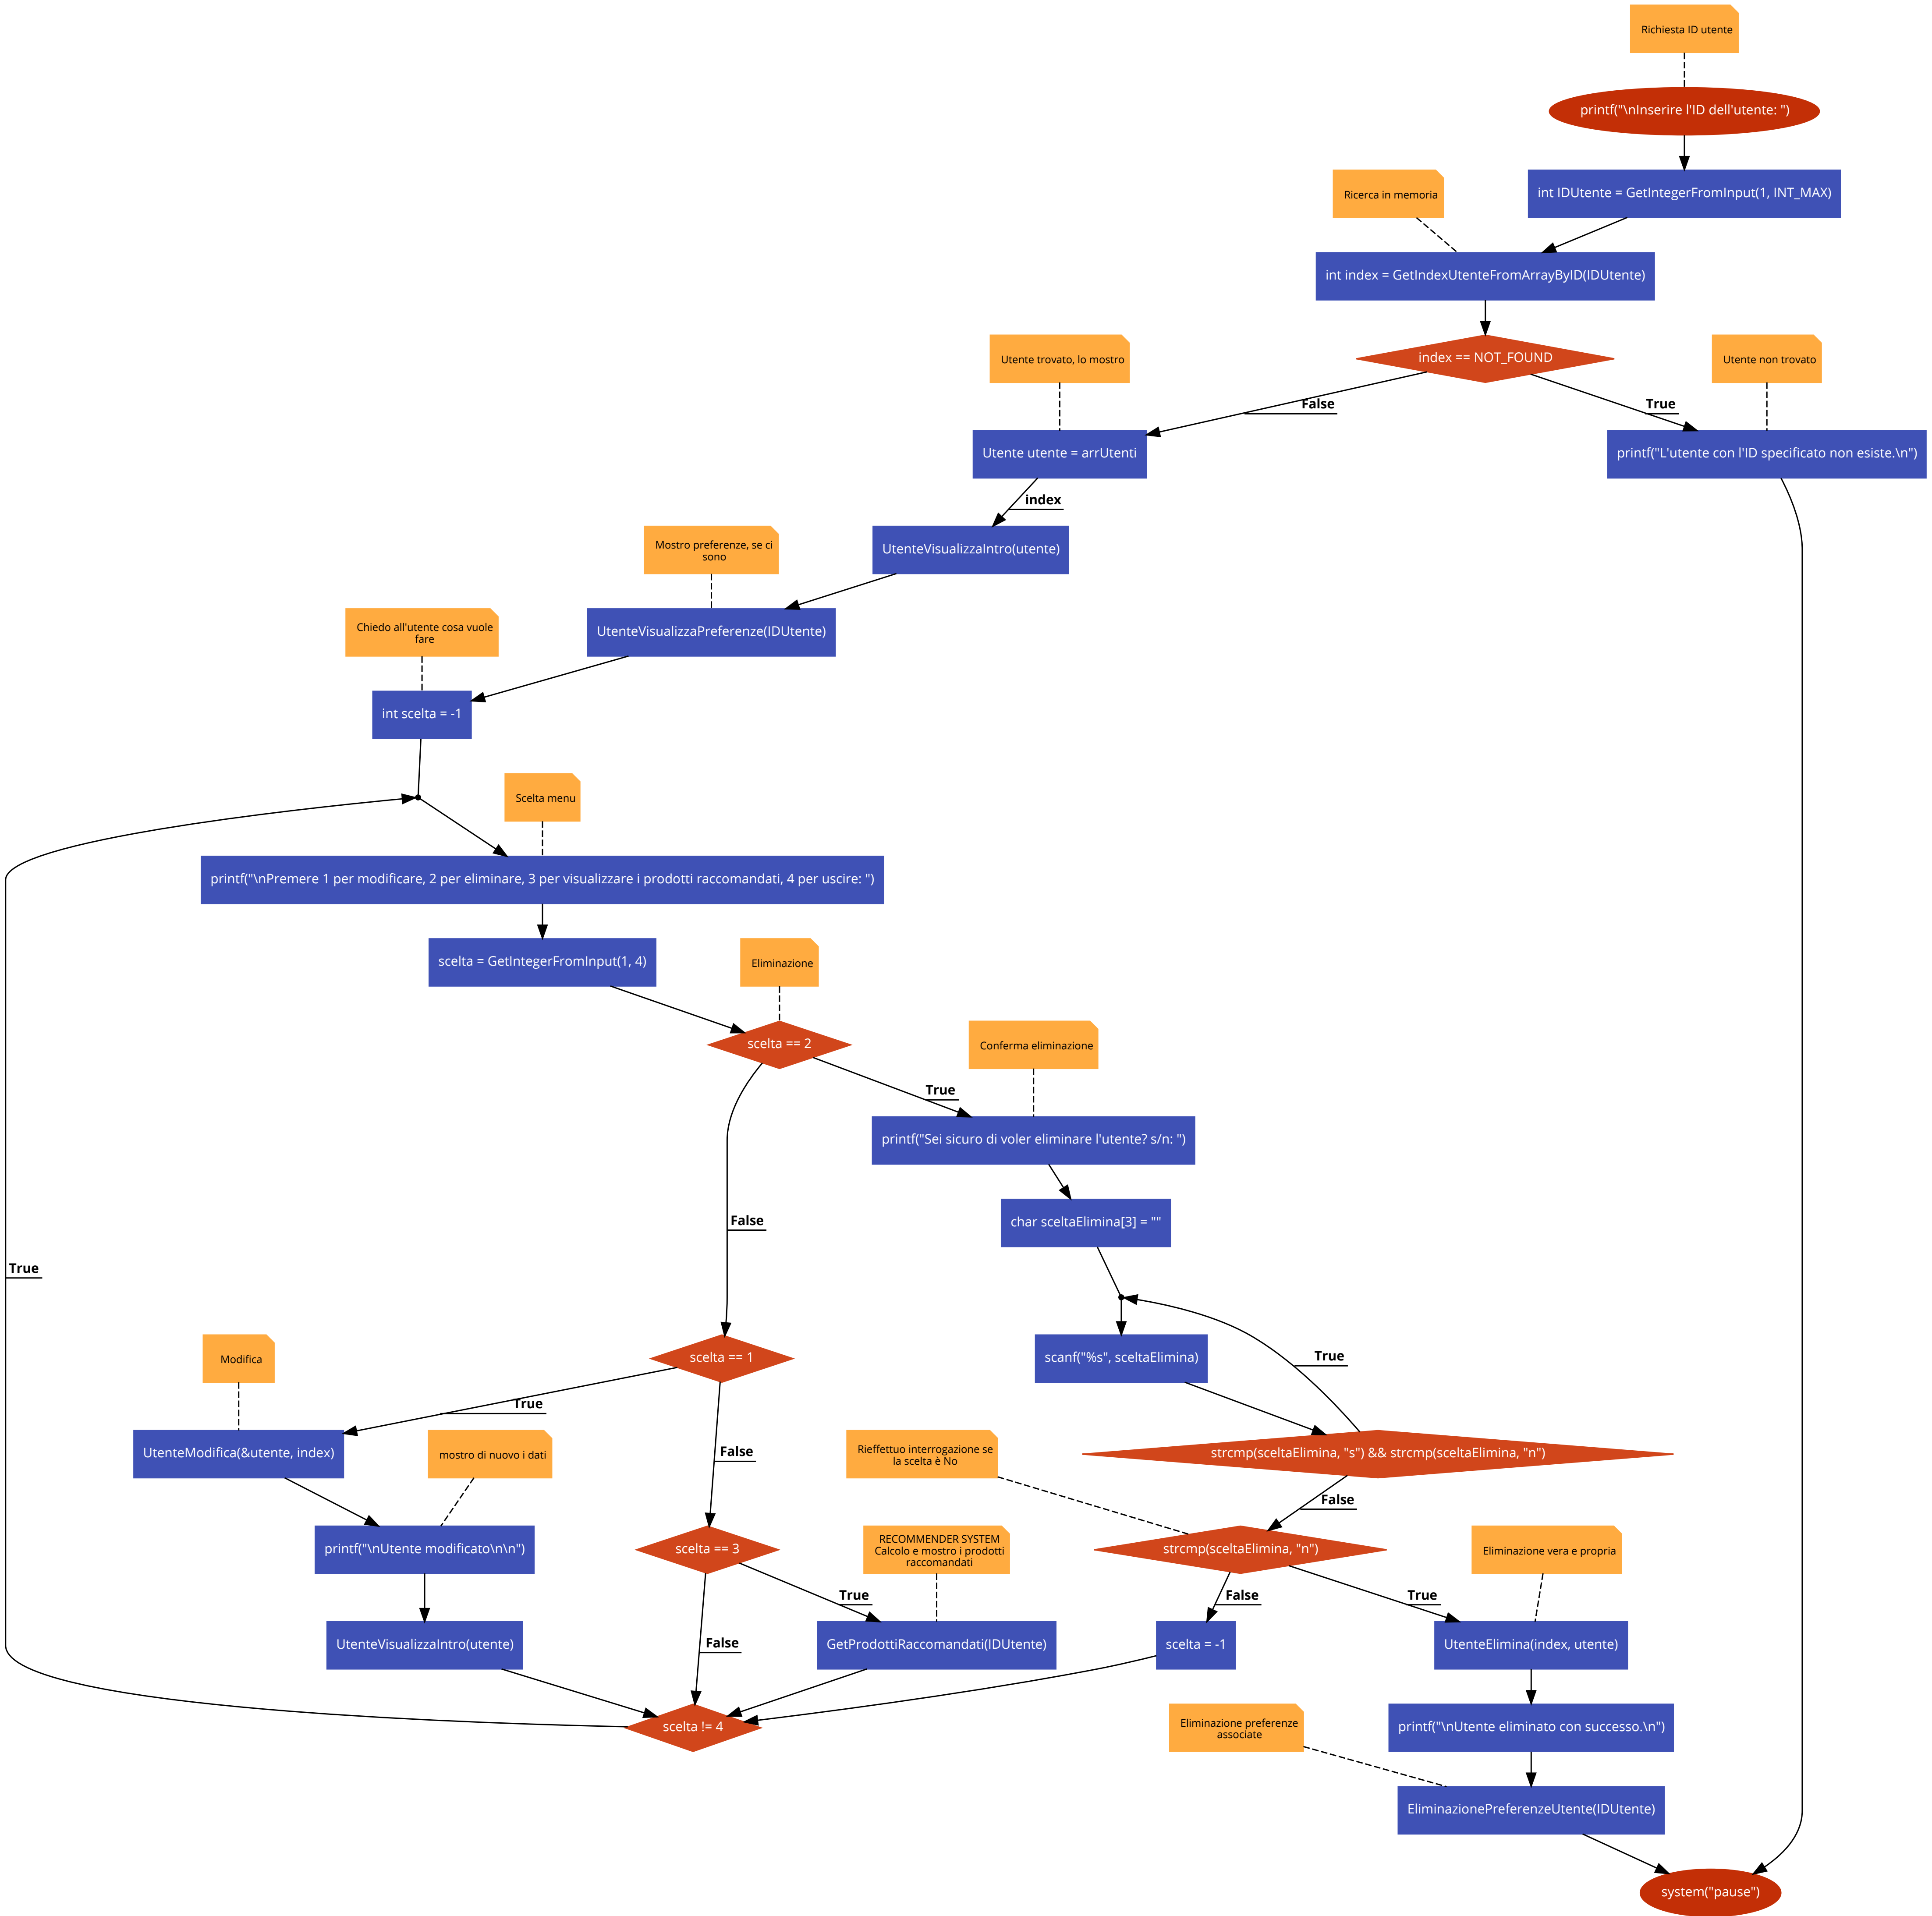 Richiesta ID utente
printf("\nInserire l'ID dell'utente: ")
Ricerca in memoria
int IDUtente = GetIntegerFromInput(1, INT_MAX)
int index = GetIndexUtenteFromArrayByID(IDUtente)
Utente trovato, lo mostro
index == NOT_FOUND
Utente non trovato
False
True
Utente utente = arrUtenti
printf("L'utente con l'ID specificato non esiste.\n")
index
Mostro preferenze, se ci
sono
UtenteVisualizzaIntro(utente)
Chiedo all'utente cosa vuole
fare
UtenteVisualizzaPreferenze(IDUtente)
int scelta = -1
Scelta menu
printf("\nPremere 1 per modificare, 2 per eliminare, 3 per visualizzare i prodotti raccomandati, 4 per uscire: ")
scelta = GetIntegerFromInput(1, 4)
Eliminazione
scelta == 2
Conferma eliminazione
True
printf("Sei sicuro di voler eliminare l'utente? s/n: ")
char sceltaElimina[3] = ""
False
True
Modifica
scelta == 1
scanf("%s", sceltaElimina)
True
True
UtenteModifica(&utente, index)
mostro di nuovo i dati
False
Rieffettuo interrogazione se
la scelta è No
strcmp(sceltaElimina, "s") && strcmp(sceltaElimina, "n")
False
printf("\nUtente modificato\n\n")
scelta == 3
RECOMMENDER SYSTEM
Calcolo e mostro i prodotti
raccomandati
strcmp(sceltaElimina, "n")
Eliminazione vera e propria
True
False
True
UtenteVisualizzaIntro(utente)
False
GetProdottiRaccomandati(IDUtente)
scelta = -1
UtenteElimina(index, utente)
scelta != 4
Eliminazione preferenze
associate
printf("\nUtente eliminato con successo.\n")
EliminazionePreferenzeUtente(IDUtente)
system("pause")